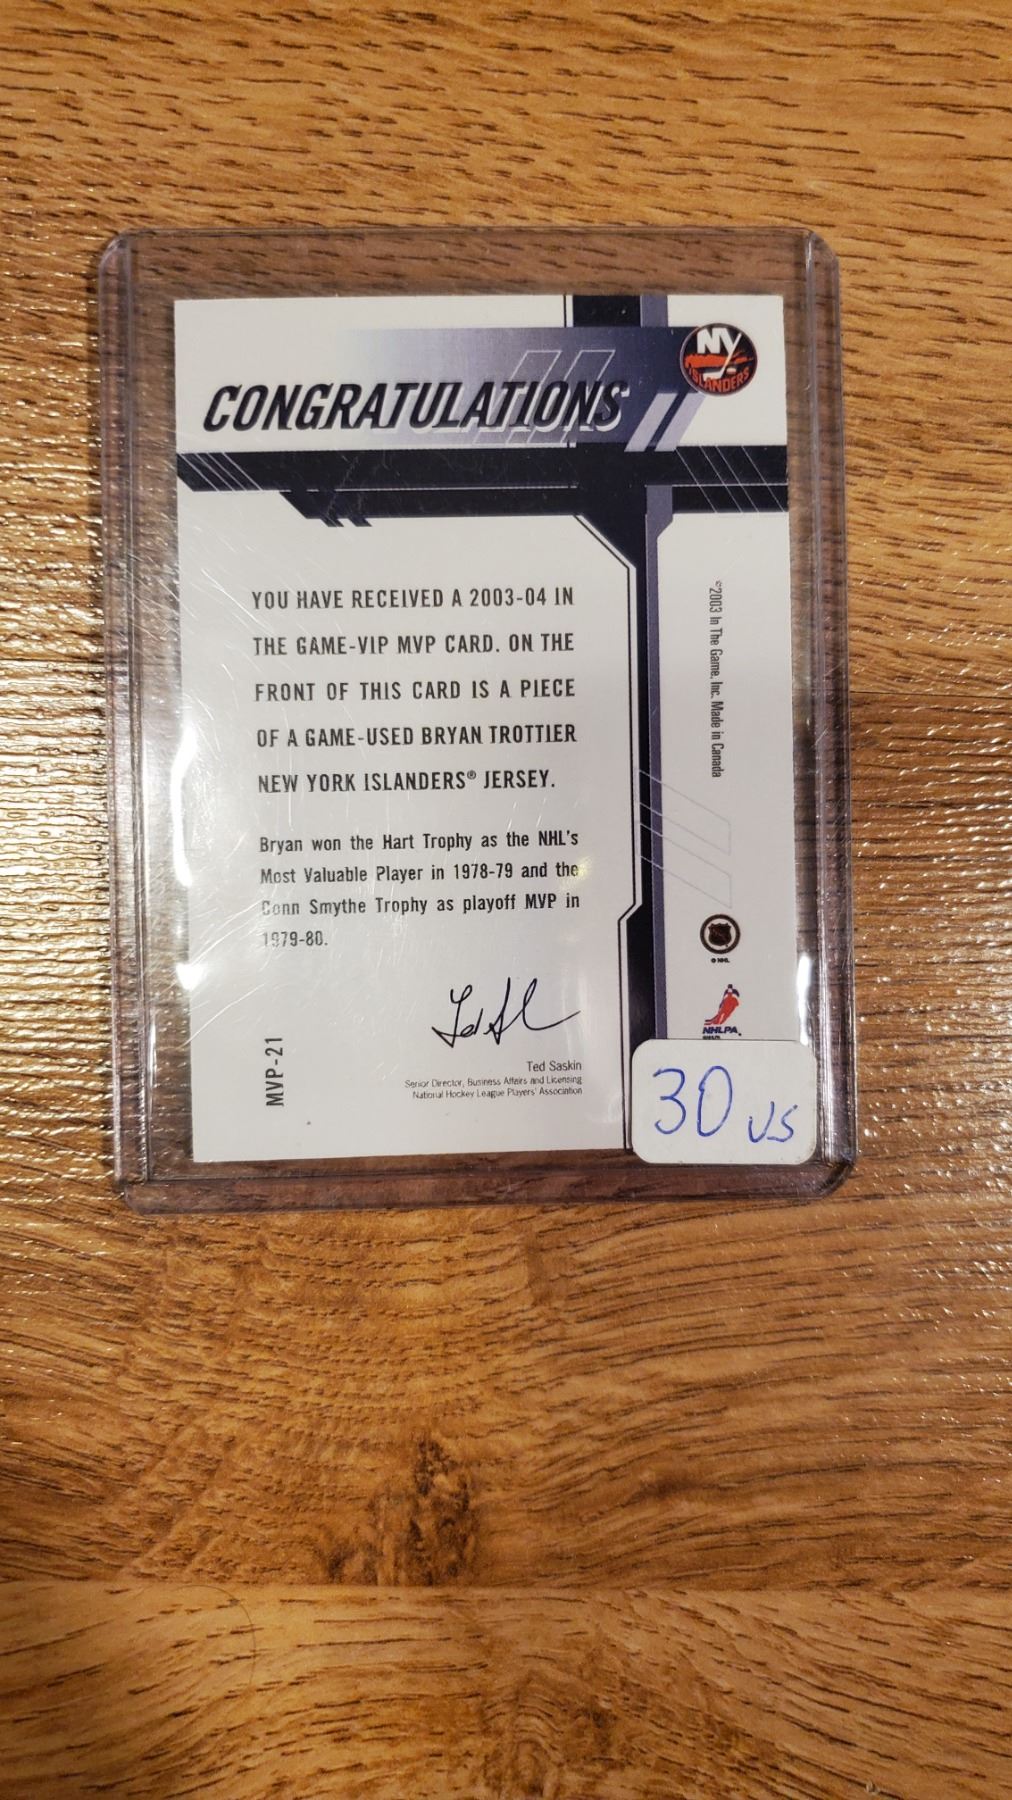 NY
ISLANDERS
CONGRATULATIONS
YOU HAVE RECEIVED A 2003-04 IN
THE GAME-VIP MVP CARD. ON THE
FRONT OF THIS CARD IS A PIECE
OF A GAME-USED BRYAN TROTTIER
NEW YORK ISLANDERS® JERSEY.
Bryan won the Hart Trophy as the NHL's
Most Valuable Player in 1978-79 and the
Conn Smythe Trophy as playoff MVP in
1979-80.
©2003 In The Game, Inc. Made in Canada
© NHL
NHLPA
Ted Saskin
Senior Director, Business Affairs and Licensing
National Hockey League Players' Association
MVP-21
30 US